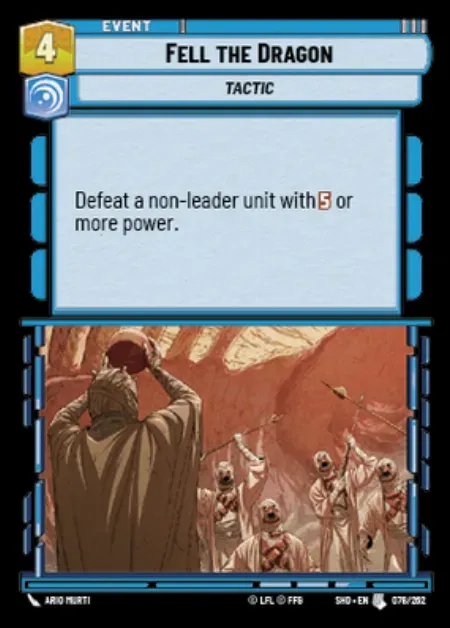 EVENT
4
FELL THE DRAGON
TACTIC
Defeat a non-leader unit with 5 or
more power.
ARIO MURTI
© LFL © FFG
SHD • EN 078/262